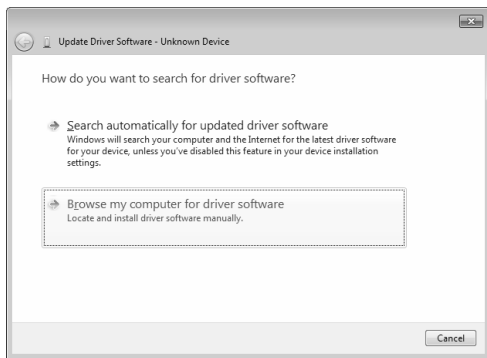 Update Driver Software - Unknown Device
How do you want to search for driver software?
Search automatically for updated driver software
Windows will search your computer and the Internet for the latest driver software
for your device, unless you've disabled this feature in your device installation
settings.
Browse my computer for driver software
Locate and install driver software manually.
Cancel